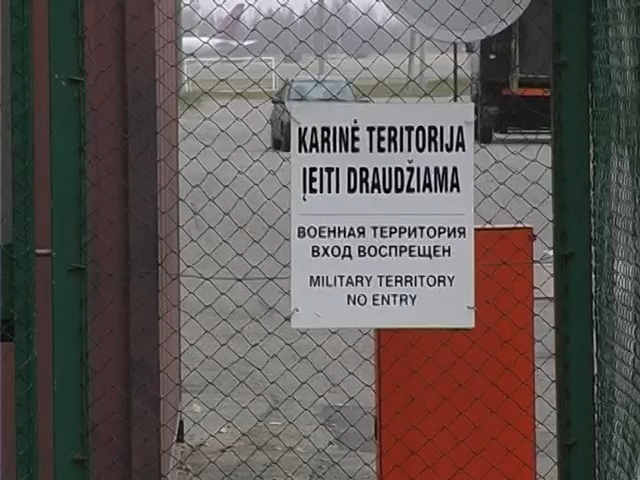 KARINĖ TERITORIJA
ĮEITI DRAUDŽIAMA
ВОЕННАЯ ТЕРРИТОРИЯ
ВХОД ВОСПРЕЩЕН
MILITARY TERRITORY
NO ENTRY